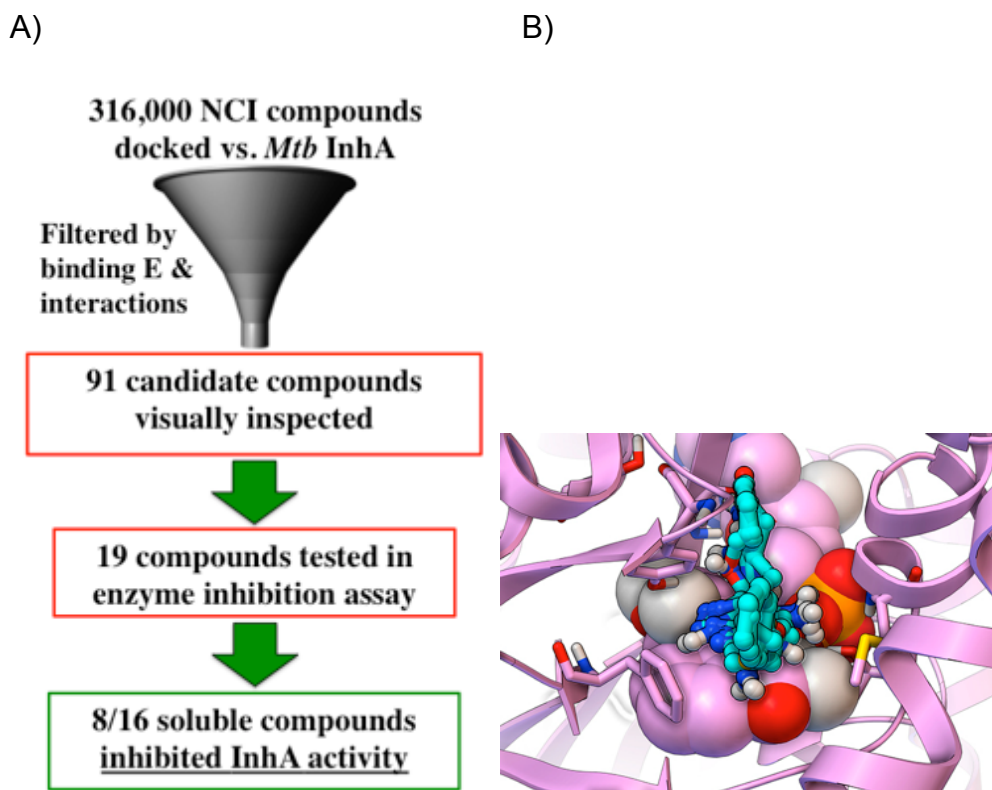 A)
B)
316,000 NCI compounds
docked vs. Mtb InhA
Filtered by
binding E &
interactions
91 candidate compounds
visually inspected
19 compounds tested in
enzyme inhibition assay
8/16 soluble compounds
inhibited InhA activity